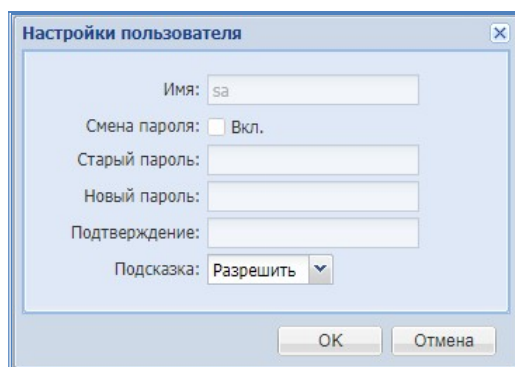 Настройки пользователя
Имя: sa
Смена пароля: Вкл.
Старый пароль:
Новый пароль:
Подтверждение:
Подсказка: Разрешить
OK Отмена